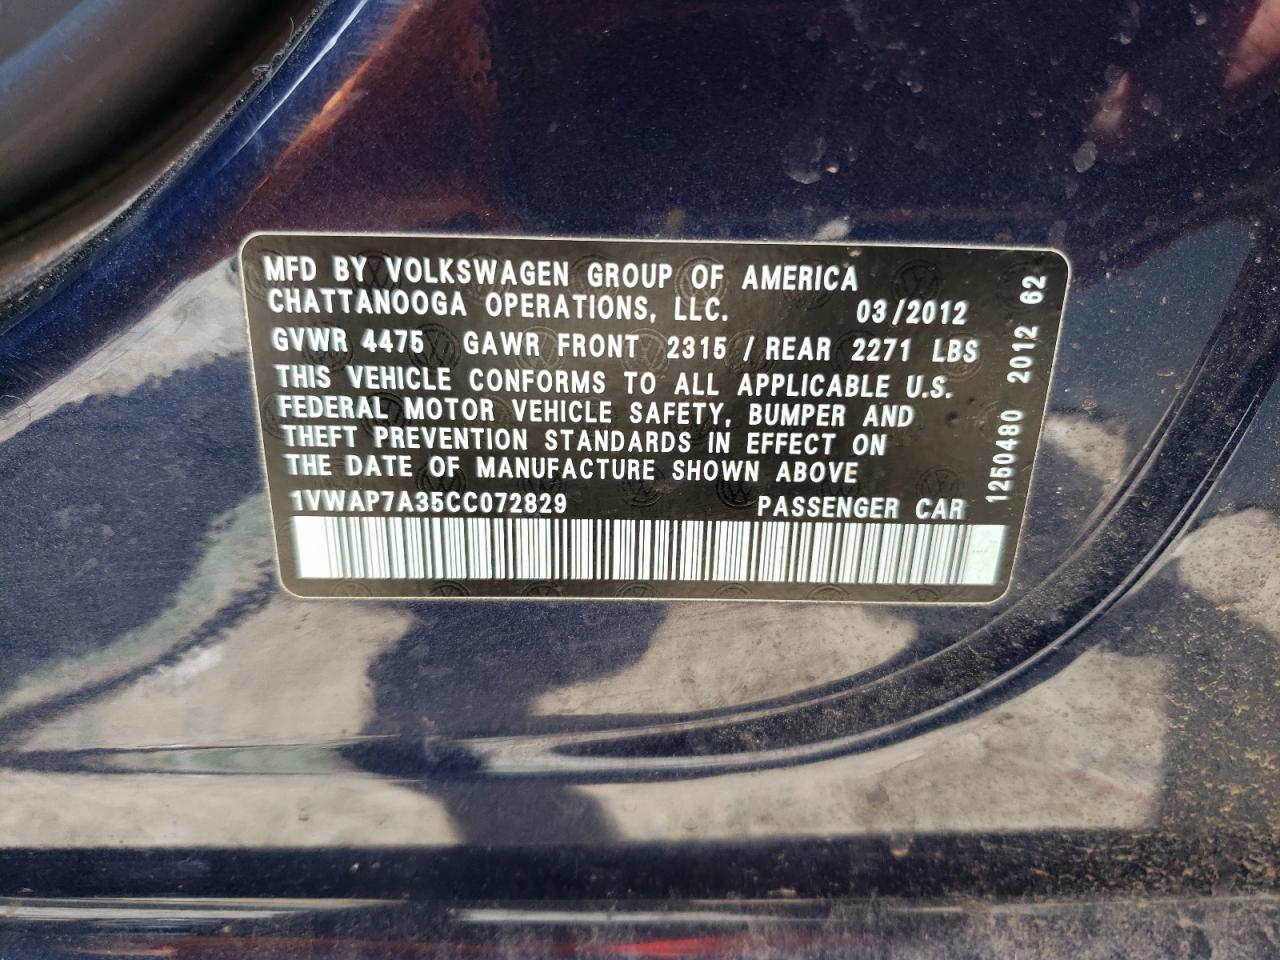 MFD BY VOLKSWAGEN GROUP OF AMERICA
CHATTANOOGA OPERATIONS, LLC. 03/2012
GVWR 4475 GAWR FRONT 2315 / REAR 2271 LBS
THIS VEHICLE CONFORMS TO ALL APPLICABLE U.S.
FEDERAL MOTOR VEHICLE SAFETY, BUMPER AND
THEFT PREVENTION STANDARDS IN EFFECT ON
THE DATE OF MANUFACTURE SHOWN ABOVE
1VWAP7A35CC072829 PASSENGER CAR
1250480 2012 62